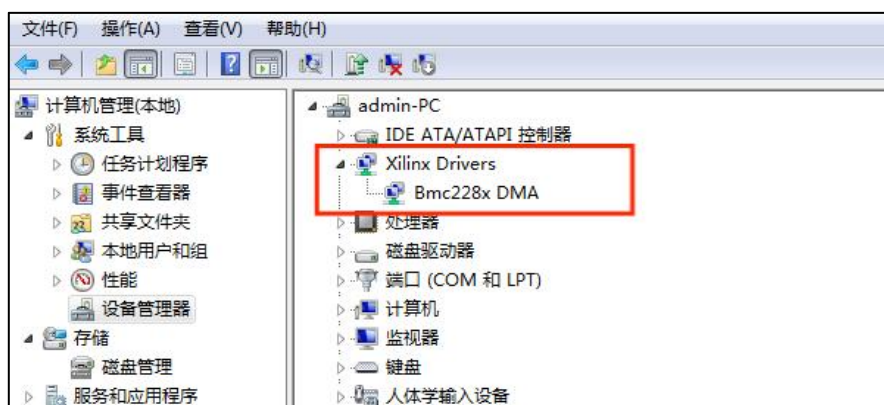 文件(F) 操作(A) 查看(V) 帮助(H)
计算机管理(本地)
系统工具
任务计划程序
事件查看器
共享文件夹
本地用户和组
性能
设备管理器
存储
磁盘管理
服务和应用程序
admin-PC
IDE ATA/ATAPI 控制器
Xilinx Drivers
Bmc228x DMA
处理器
磁盘驱动器
端口 (COM 和 LPT)
计算机
监视器
键盘
人体学输入设备